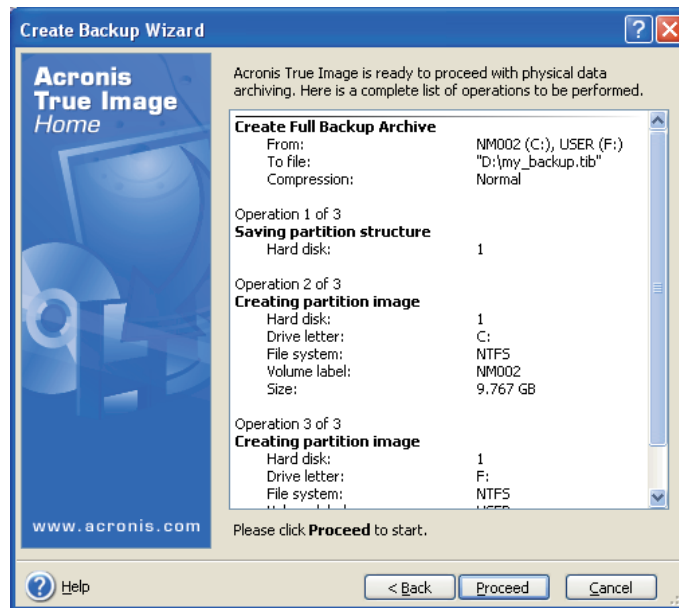 Create Backup Wizard
Acronis
True Image
Home
Acronis True Image is ready to proceed with physical data
archiving. Here is a complete list of operations to be performed.
Create Full Backup Archive
From: NM002 (C:), USER (F:)
To file: "D:\my_backup.tib"
Compression: Normal
Operation 1 of 3
Saving partition structure
Hard disk: 1
Operation 2 of 3
Creating partition image
Hard disk: 1
Drive letter: C:
File system: NTFS
Volume label: NM002
Size: 9.767 GB
Operation 3 of 3
Creating partition image
Hard disk: 1
Drive letter: F:
File system: NTFS
www.acronis.com
Please click Proceed to start.
Help
< Back
Proceed
Cancel